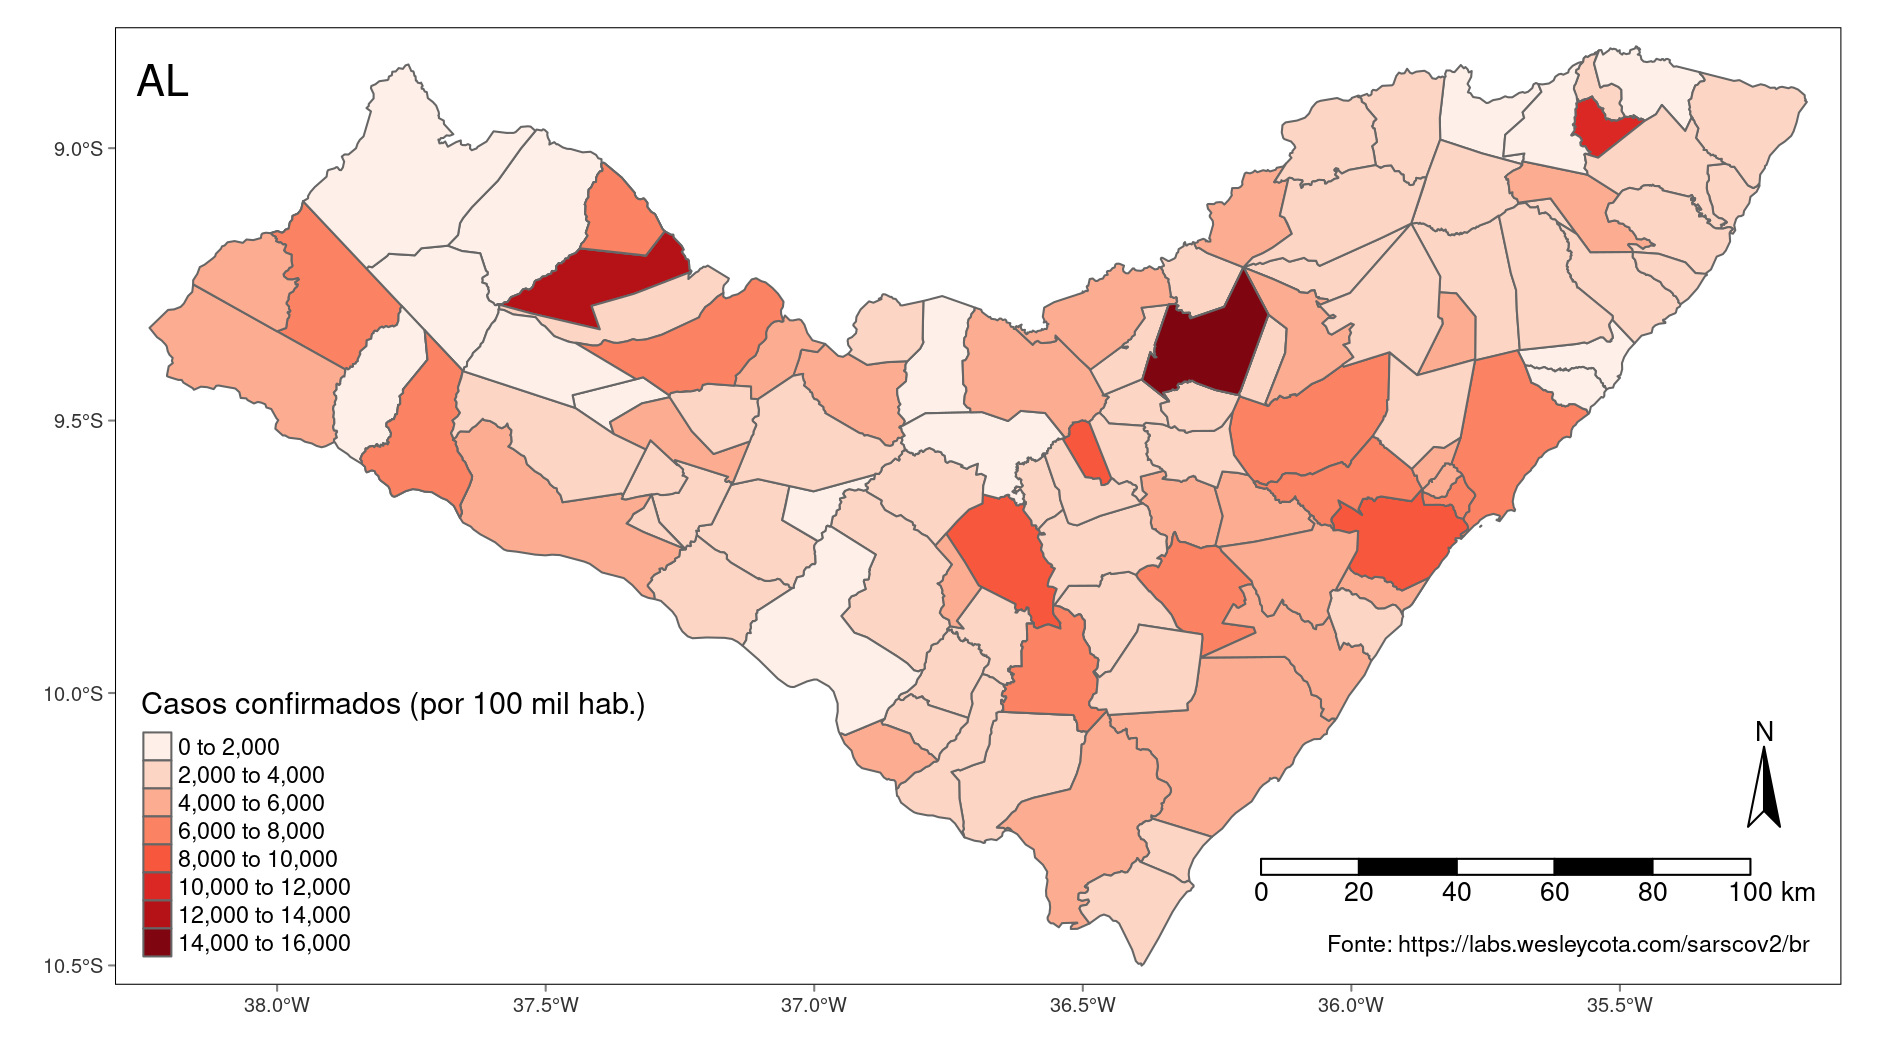 AL
9.0°S
9.5°S
10.0°S
10.5°S
Casos confirmados (por 100 mil hab.)
0 to 2,000
2,000 to 4,000
4,000 to 6,000
6,000 to 8,000
8,000 to 10,000
10,000 to 12,000
12,000 to 14,000
14,000 to 16,000
N
0 20 40 60 80 100 km
Fonte: https://labs.wesleycota.com/sarscov2/br
38.0°W 37.5°W 37.0°W 36.5°W 36.0°W 35.5°W